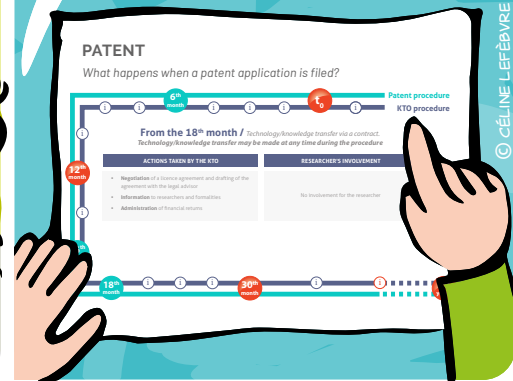 PATENT
What happens when a patent application is filed?
Patent procedure
KTO procedure
6th month
t0
i i i i i i
From the 18th month / Technology/knowledge transfer via a contract.
Technology/knowledge transfer may be made at any time during the procedure
i
12th month
ACTIONS TAKEN BY THE KTO
RESEARCHER'S INVOLVEMENT
• Negotiation of a licence agreement and drafting of the
agreement with the legal advisor
• Information to researchers and formalities
• Administration of financial returns
No involvement for the researcher
i
18th month
i i i
30th month
i i
© CÉLINE LEFÈBVRE